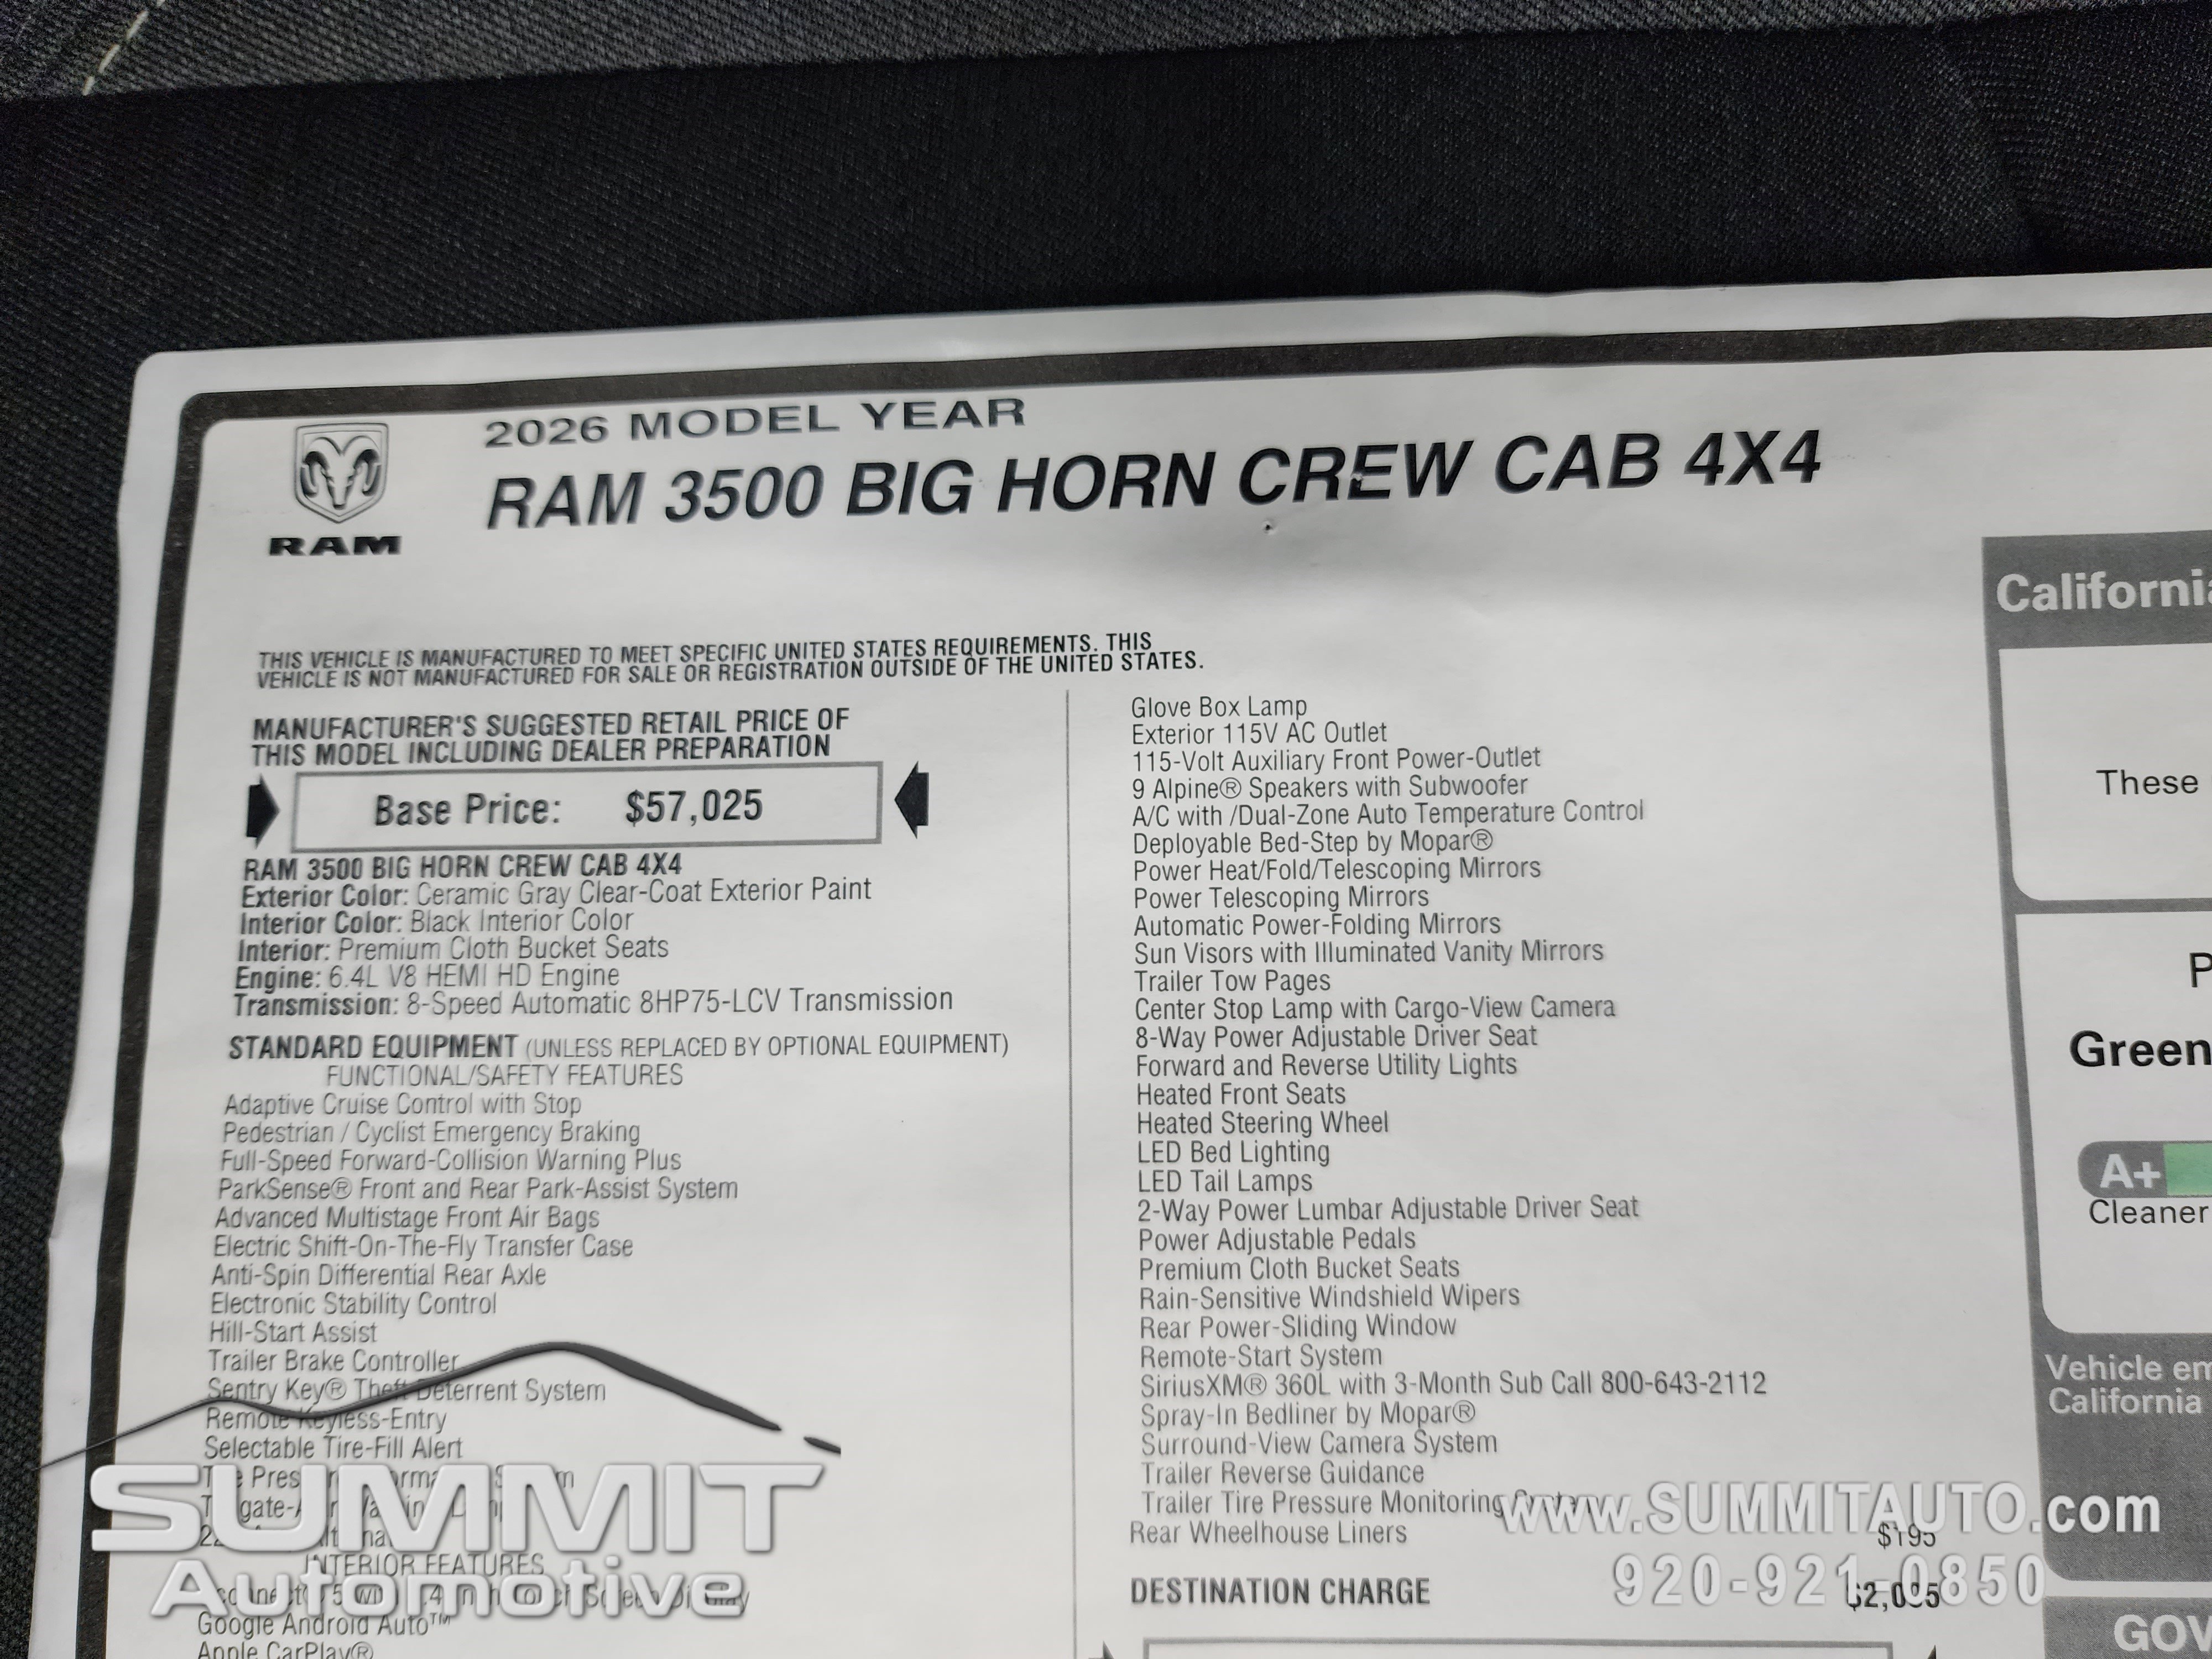 2026 MODEL YEAR
RAM 3500 BIG HORN CREW CAB 4X4
RAM
THIS VEHICLE IS MANUFACTURED TO MEET SPECIFIC UNITED STATES REQUIREMENTS. THIS
VEHICLE IS NOT MANUFACTURED FOR SALE OR REGISTRATION OUTSIDE OF THE UNITED STATES.
MANUFACTURER'S SUGGESTED RETAIL PRICE OF
THIS MODEL INCLUDING DEALER PREPARATION
Base Price: $57,025
RAM 3500 BIG HORN CREW CAB 4X4
Exterior Color: Ceramic Gray Clear-Coat Exterior Paint
Interior Color: Black Interior Color
Interior: Premium Cloth Bucket Seats
Engine: 6.4L V8 HEMI HD Engine
Transmission: 8-Speed Automatic 8HP75-LCV Transmission
STANDARD EQUIPMENT (UNLESS REPLACED BY OPTIONAL EQUIPMENT)
FUNCTIONAL/SAFETY FEATURES
Adaptive Cruise Control with Stop
Pedestrian / Cyclist Emergency Braking
Full-Speed Forward-Collision Warning Plus
ParkSense® Front and Rear Park-Assist System
Advanced Multistage Front Air Bags
Electric Shift-On-The-Fly Transfer Case
Anti-Spin Differential Rear Axle
Electronic Stability Control
Hill-Start Assist
Trailer Brake Controller
Sentry Key® Theft Deterrent System
Remote Keyless-Entry
Selectable Tire-Fill Alert
INTERIOR FEATURES
Google Android Auto™
Apple CarPlay®
Glove Box Lamp
Exterior 115V AC Outlet
115-Volt Auxiliary Front Power-Outlet
9 Alpine® Speakers with Subwoofer
A/C with /Dual-Zone Auto Temperature Control
Deployable Bed-Step by Mopar®
Power Heat/Fold/Telescoping Mirrors
Power Telescoping Mirrors
Automatic Power-Folding Mirrors
Sun Visors with Illuminated Vanity Mirrors
Trailer Tow Pages
Center Stop Lamp with Cargo-View Camera
8-Way Power Adjustable Driver Seat
Forward and Reverse Utility Lights
Heated Front Seats
Heated Steering Wheel
LED Bed Lighting
LED Tail Lamps
2-Way Power Lumbar Adjustable Driver Seat
Power Adjustable Pedals
Premium Cloth Bucket Seats
Rain-Sensitive Windshield Wipers
Rear Power-Sliding Window
Remote-Start System
SiriusXM® 360L with 3-Month Sub Call 800-643-2112
Spray-In Bedliner by Mopar®
Surround-View Camera System
Trailer Reverse Guidance
Trailer Tire Pressure Monitoring
Rear Wheelhouse Liners $195
DESTINATION CHARGE
California
These
Green
A+
Cleaner
Vehicle
California
SUMMIT
Automotive
www.SUMMITAUTO.com
920-921-0850